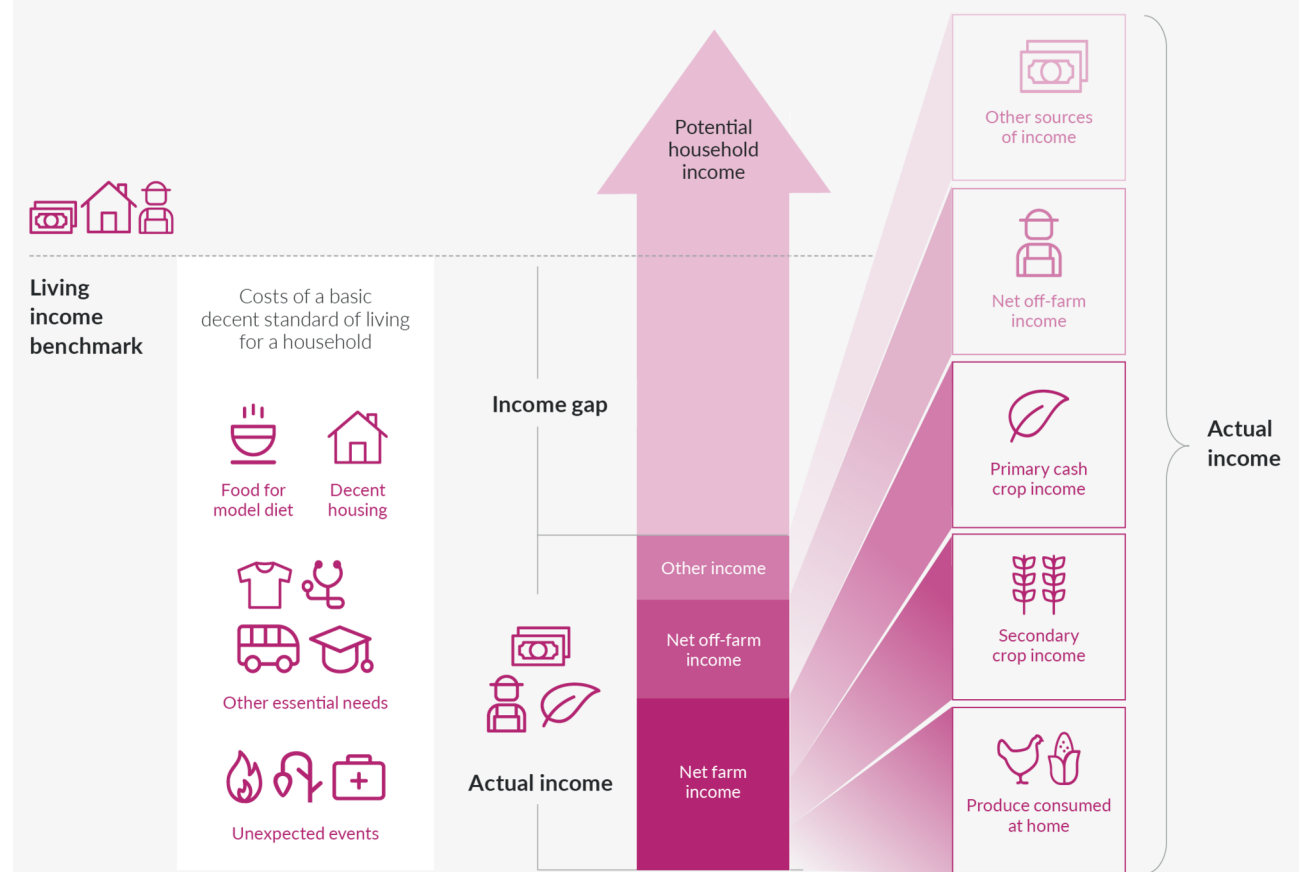 Living
income
benchmark
Costs of a basic
decent standard of living
for a household
Food for
model diet
Decent
housing
Other essential needs
Unexpected events
Income gap
Actual income
Potential
household
income
Other income
Net off-farm
income
Net farm
income
Other sources
of income
Net off-farm
income
Primary cash
crop income
Secondary
crop income
Produce consumed
at home
Actual
income